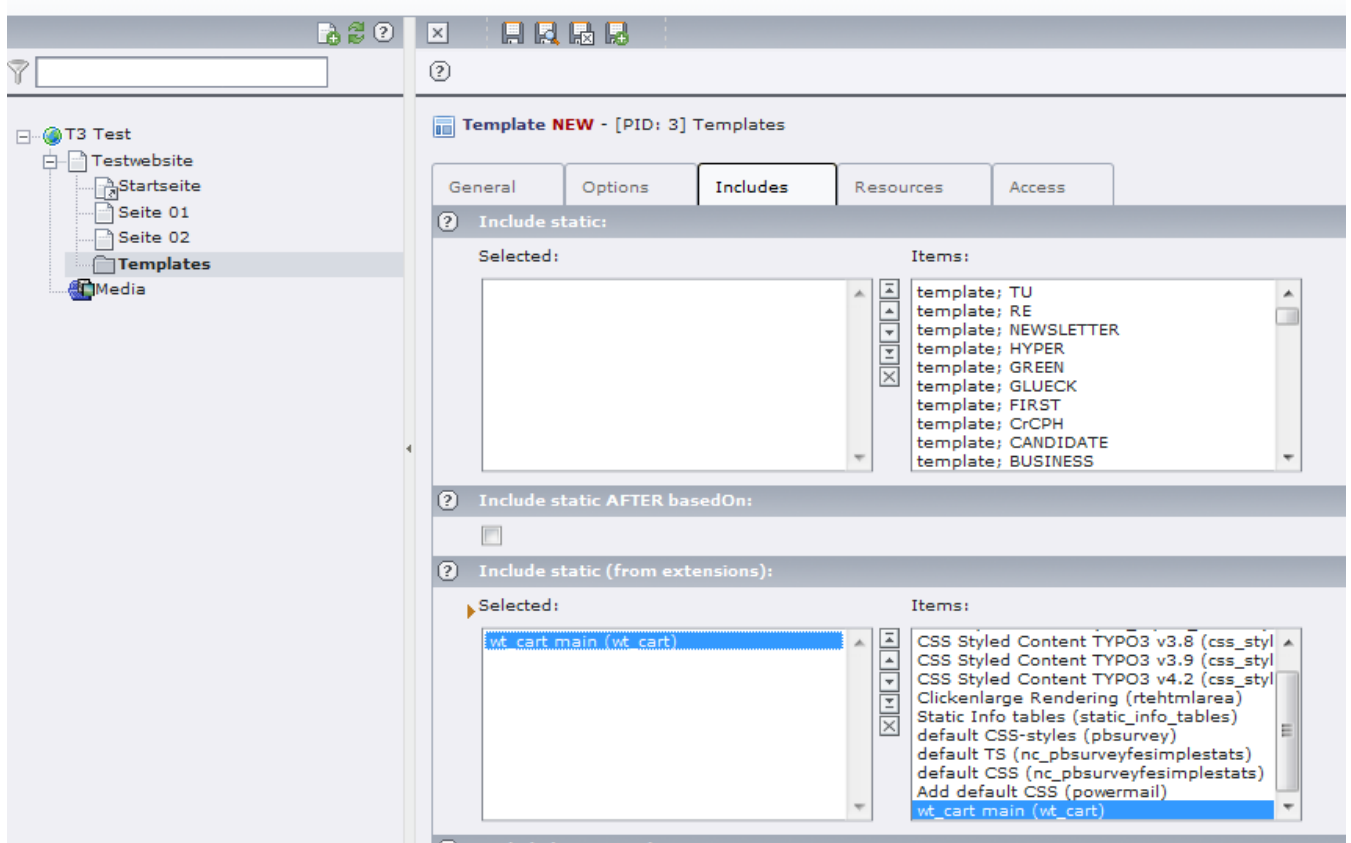 T3 Test
Testwebsite
Startseite
Seite 01
Seite 02
Templates
Media
Template NEW - [PID: 3] Templates
General Options Includes Resources Access
Include static:
Selected: Items:
template; TU
template; RE
template; NEWSLETTER
template; HYPER
template; GREEN
template; GLUECK
template; FIRST
template; CrCPH
template; CANDIDATE
template; BUSINESS
Include static AFTER basedOn:
Include static (from extensions):
Selected: Items:
wt_cart main (wt_cart)
CSS Styled Content TYPO3 v3.8 (css_styl
CSS Styled Content TYPO3 v3.9 (css_styl
CSS Styled Content TYPO3 v4.2 (css_styl
Clickenlarge Rendering (rtehtmlarea)
Static Info tables (static_info_tables)
default CSS-styles (pbsurvey)
default TS (nc_pbsurveyfesimplestats)
default CSS (nc_pbsurveyfesimplestats)
Add default CSS (powermail)
wt_cart main (wt_cart)